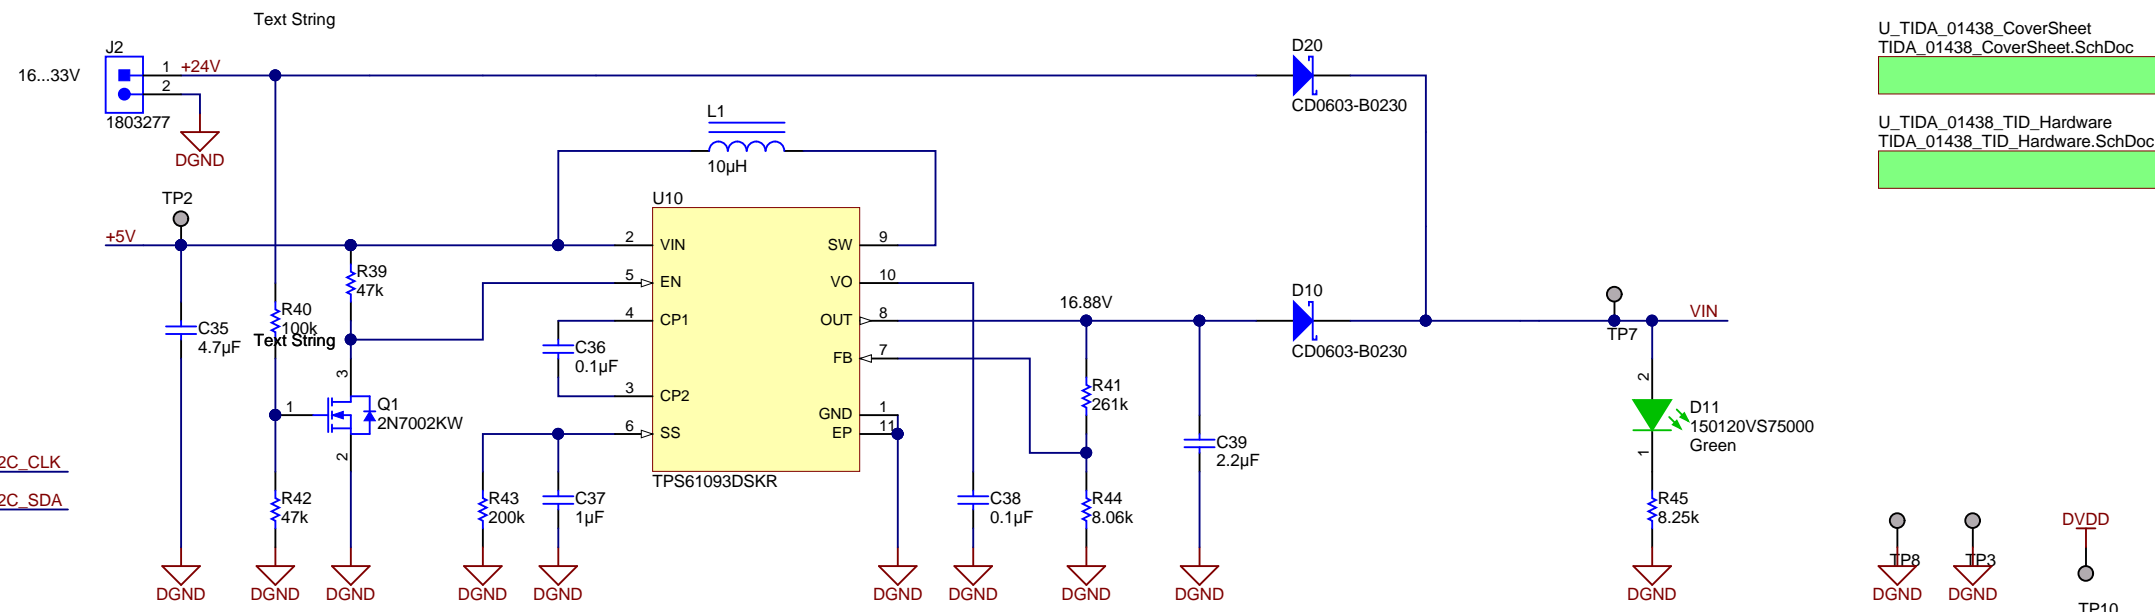 Text String
J2
16...33V
1 +24V
2
1803277
DGND
D20
CD0603-B0230
U_TIDA_01438_CoverSheet
TIDA_01438_CoverSheet.SchDoc
U_TIDA_01438_TID_Hardware
TIDA_01438_TID_Hardware.SchDoc
L1
10µH
TP2
+5V
U10
2 VIN
5 EN
4 CP1
3 CP2
6 SS
SW 9
VO 10
OUT 8
FB 7
GND 1
EP 11
TPS61093DSKR
R39
47k
R40
100k
Text String
C35
4.7µF
C36
0.1µF
3
1
2
Q1
2N7002KW
R42
47k
R43
200k
C37
1µF
C38
0.1µF
16.88V
R41
261k
R44
8.06k
C39
2.2µF
D10
CD0603-B0230
TP7
VIN
2
1
D11
150120VS75000
Green
R45
8.25k
2C_CLK
2C_SDA
TP8
TP3
DVDD
TP10
DGND
DGND
DGND
DGND
DGND
DGND
DGND
DGND
DGND
DGND
DGND
DGND